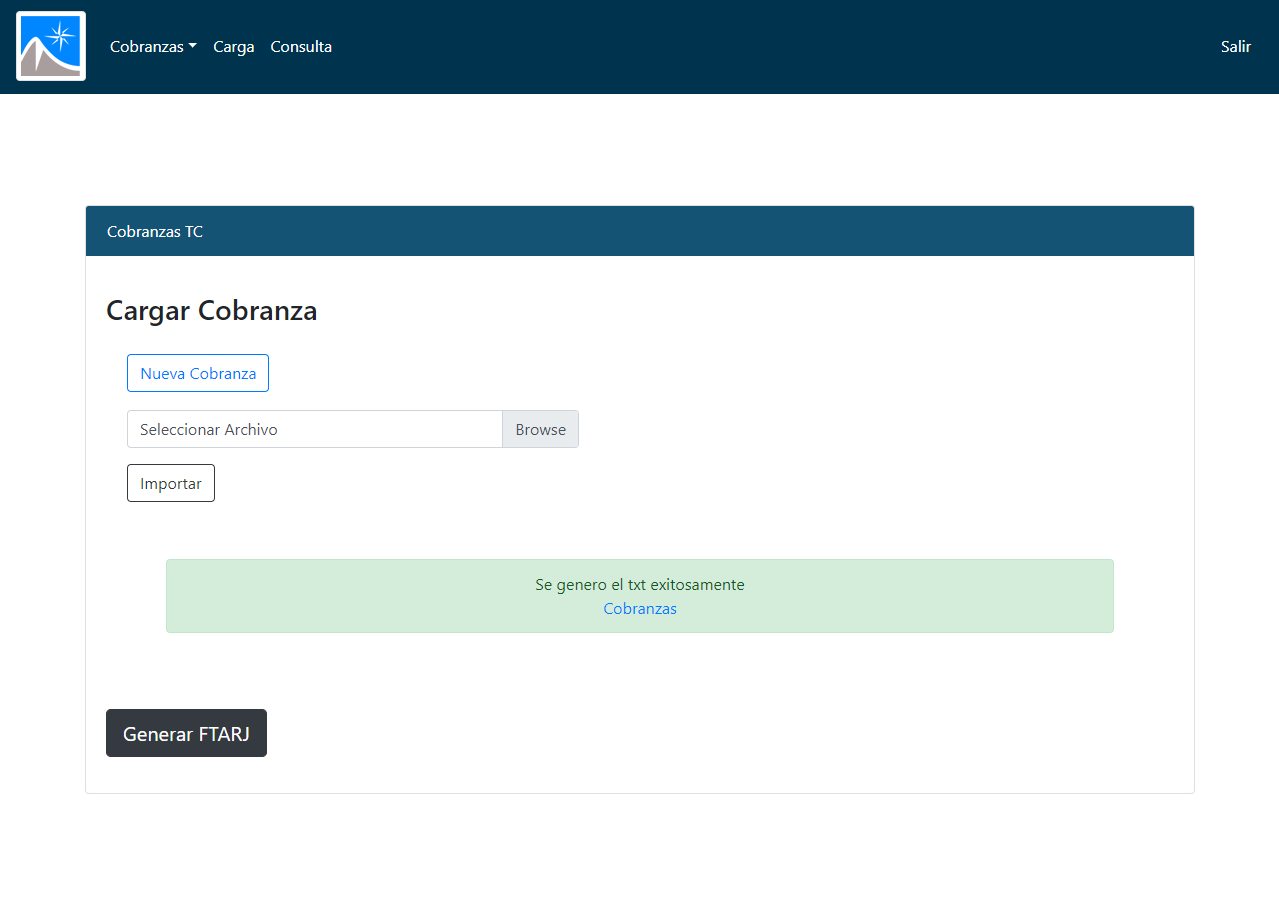 Cobranzas
Carga
Consulta
Salir
Cobranzas TC
Cargar Cobranza
Nueva Cobranza
Seleccionar Archivo
Browse
Importar
Se genero el txt exitosamente
Cobranzas
Generar FTARJ